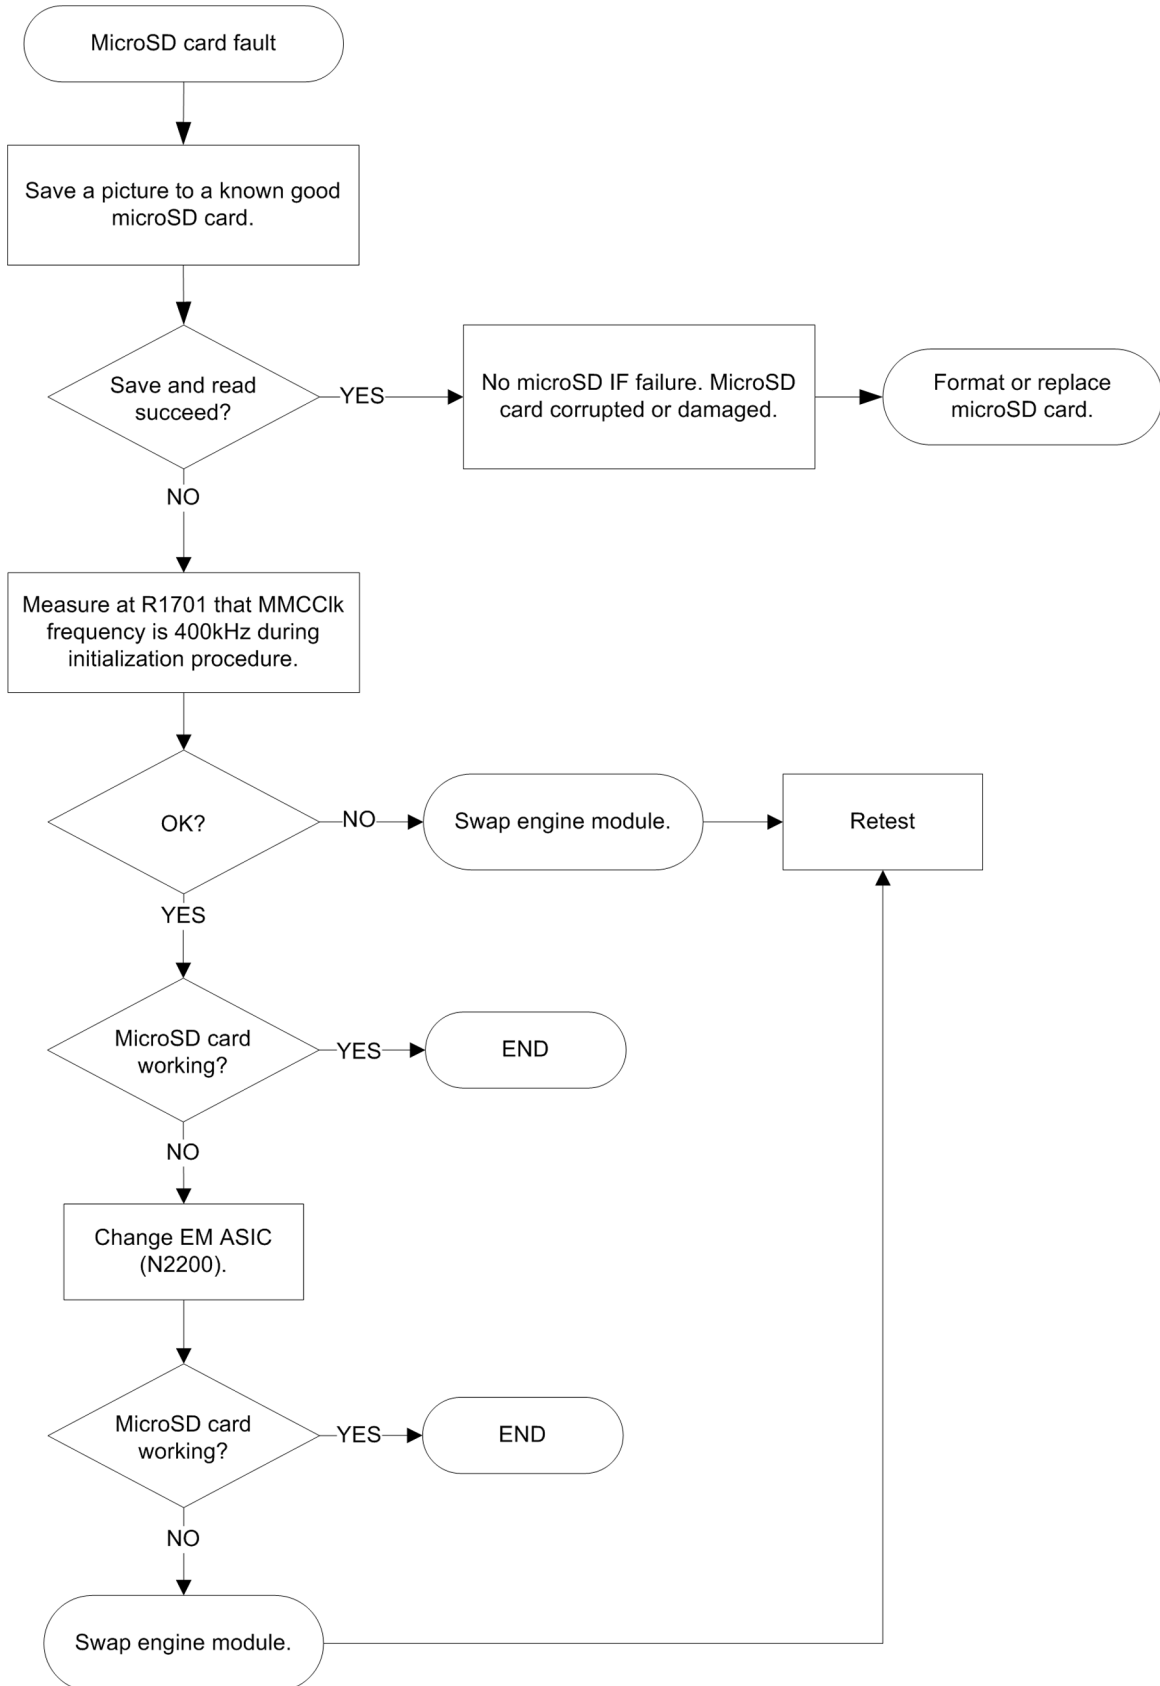 MicroSD card fault
Save a picture to a known good
microSD card.
Save and read
succeed?
YES
No microSD IF failure. MicroSD
card corrupted or damaged.
Format or replace
microSD card.
NO
Measure at R1701 that MMCClk
frequency is 400kHz during
initialization procedure.
OK?
NO
Swap engine module.
Retest
YES
MicroSD card
working?
YES
END
NO
Change EM ASIC
(N2200).
MicroSD card
working?
YES
END
NO
Swap engine module.